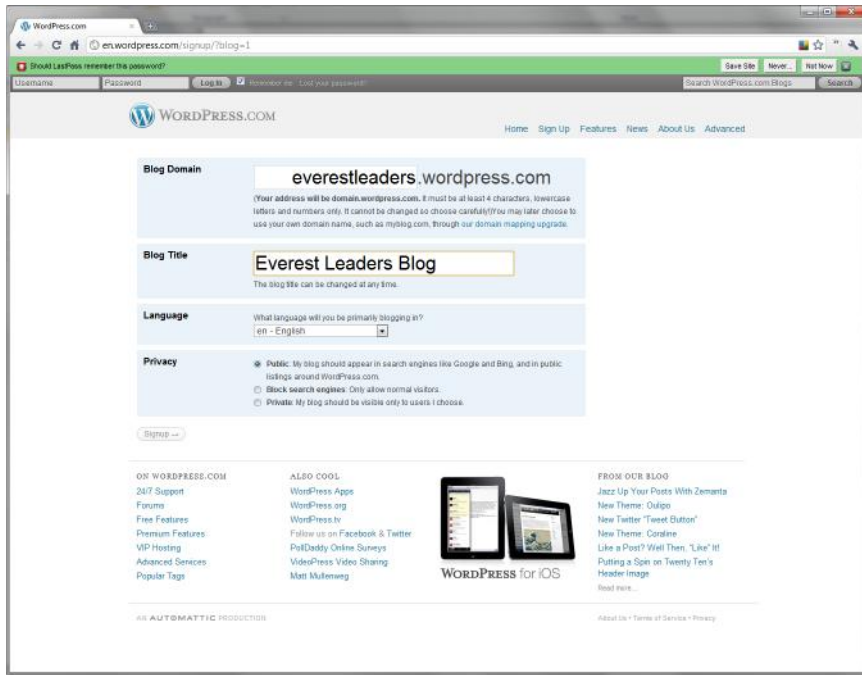 WordPress.com
en.wordpress.com/signup/?blog=1
Should LastPass remember this password?
Save Site
Never...
Not Now
Username
Password
Log In
Remember me
Lost your password?
Search WordPress.com Blogs
Search
WORDPRESS.COM
Home Sign Up Features News About Us Advanced
Blog Domain
everestleaders.wordpress.com
(Your address will be domain.wordpress.com. It must be at least 4 characters, lowercase
letters and numbers only. It cannot be changed so choose carefully!)You may later choose to
use your own domain name, such as myblog.com, through our domain mapping upgrade.
Blog Title
Everest Leaders Blog
The blog title can be changed at any time.
Language
What language will you be primarily blogging in?
en - English
Privacy
Public: My blog should appear in search engines like Google and Bing, and in public
listings around WordPress.com.
Block search engines: Only allow normal visitors.
Private: My blog should be visible only to users I choose.
Signup →
ON WORDPRESS.COM
24/7 Support
Forums
Free Features
Premium Features
VIP Hosting
Advanced Services
Popular Tags
ALSO COOL
WordPress Apps
WordPress.org
WordPress.tv
Follow us on Facebook & Twitter
PollDaddy Online Surveys
VideoPress Video Sharing
Matt Mullenweg
WORDPRESS for iOS
FROM OUR BLOG
Jazz Up Your Posts With Zemanta
New Theme: Oulipo
New Twitter "Tweet Button"
New Theme: Coraline
Like a Post? Well Then, "Like" It!
Putting a Spin on Twenty Ten's
Header Image
Read more...
AN AUTOMATTIC PRODUCTION
About Us • Terms of Service • Privacy